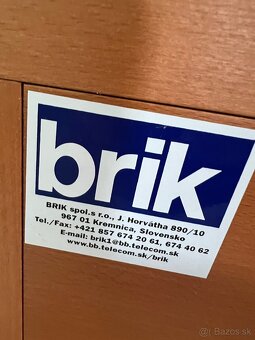 brik
BRIK spol.s r.o., J. Horvátha 890/10
967 01 Kremnica, Slovensko
Tel./Fax: +421 857 674 20 61, 674 40 62
E-mail: brik1@bb.telecom.sk
www.bb.telecom.sk/brik
Bazos.sk